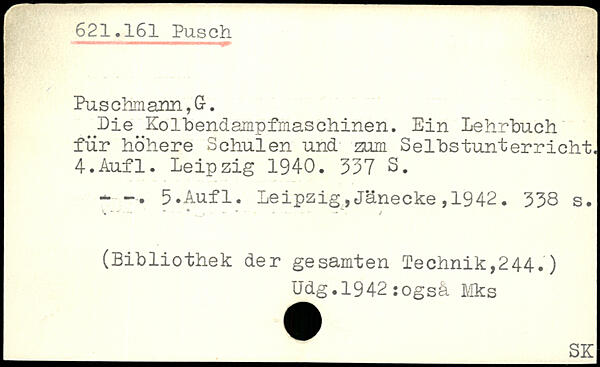 621.161 Pusch
Puschmann,G.
Die Kolbendampfmaschinen. Ein Lehrbuch
für höhere Schulen und zum Selbstunterricht.
4.Aufl. Leipzig 1940. 337 S.
— —. 5.Aufl. Leipzig,Jänecke,1942. 338 s.
(Bibliothek der gesamten Technik,244.)
Udg.1942:også Mks
SK